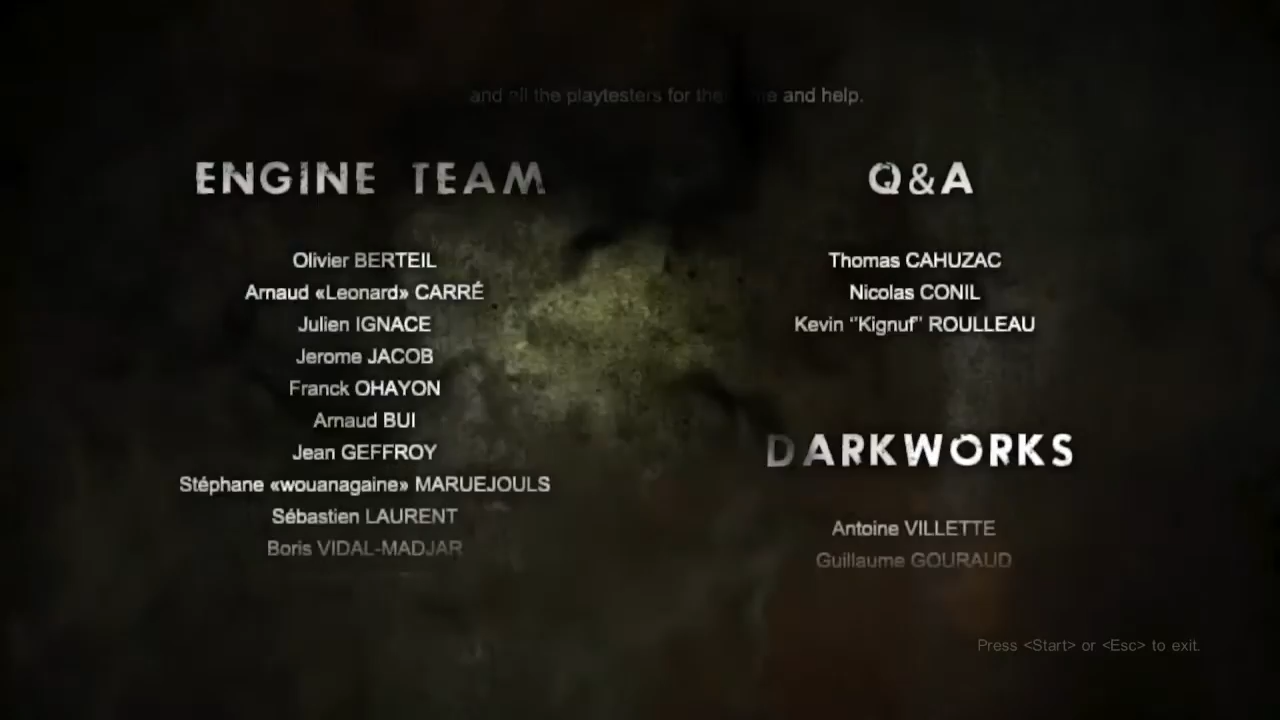 and all the playtesters for their time and help.
ENGINE TEAM
Olivier BERTEIL
Arnaud «Leonard» CARRÉ
Julien IGNACE
Jerome JACOB
Franck OHAYON
Arnaud BUI
Jean GEFFROY
Stéphane «wouanagaine» MARUEJOULS
Sébastien LAURENT
Boris VIDAL-MADJAR
Q&A
Thomas CAHUZAC
Nicolas CONIL
Kevin "Kignuf" ROULLEAU
DARKWORKS
Antoine VILLETTE
Guillaume GOURAUD
Press <Start> or <Esc> to exit.